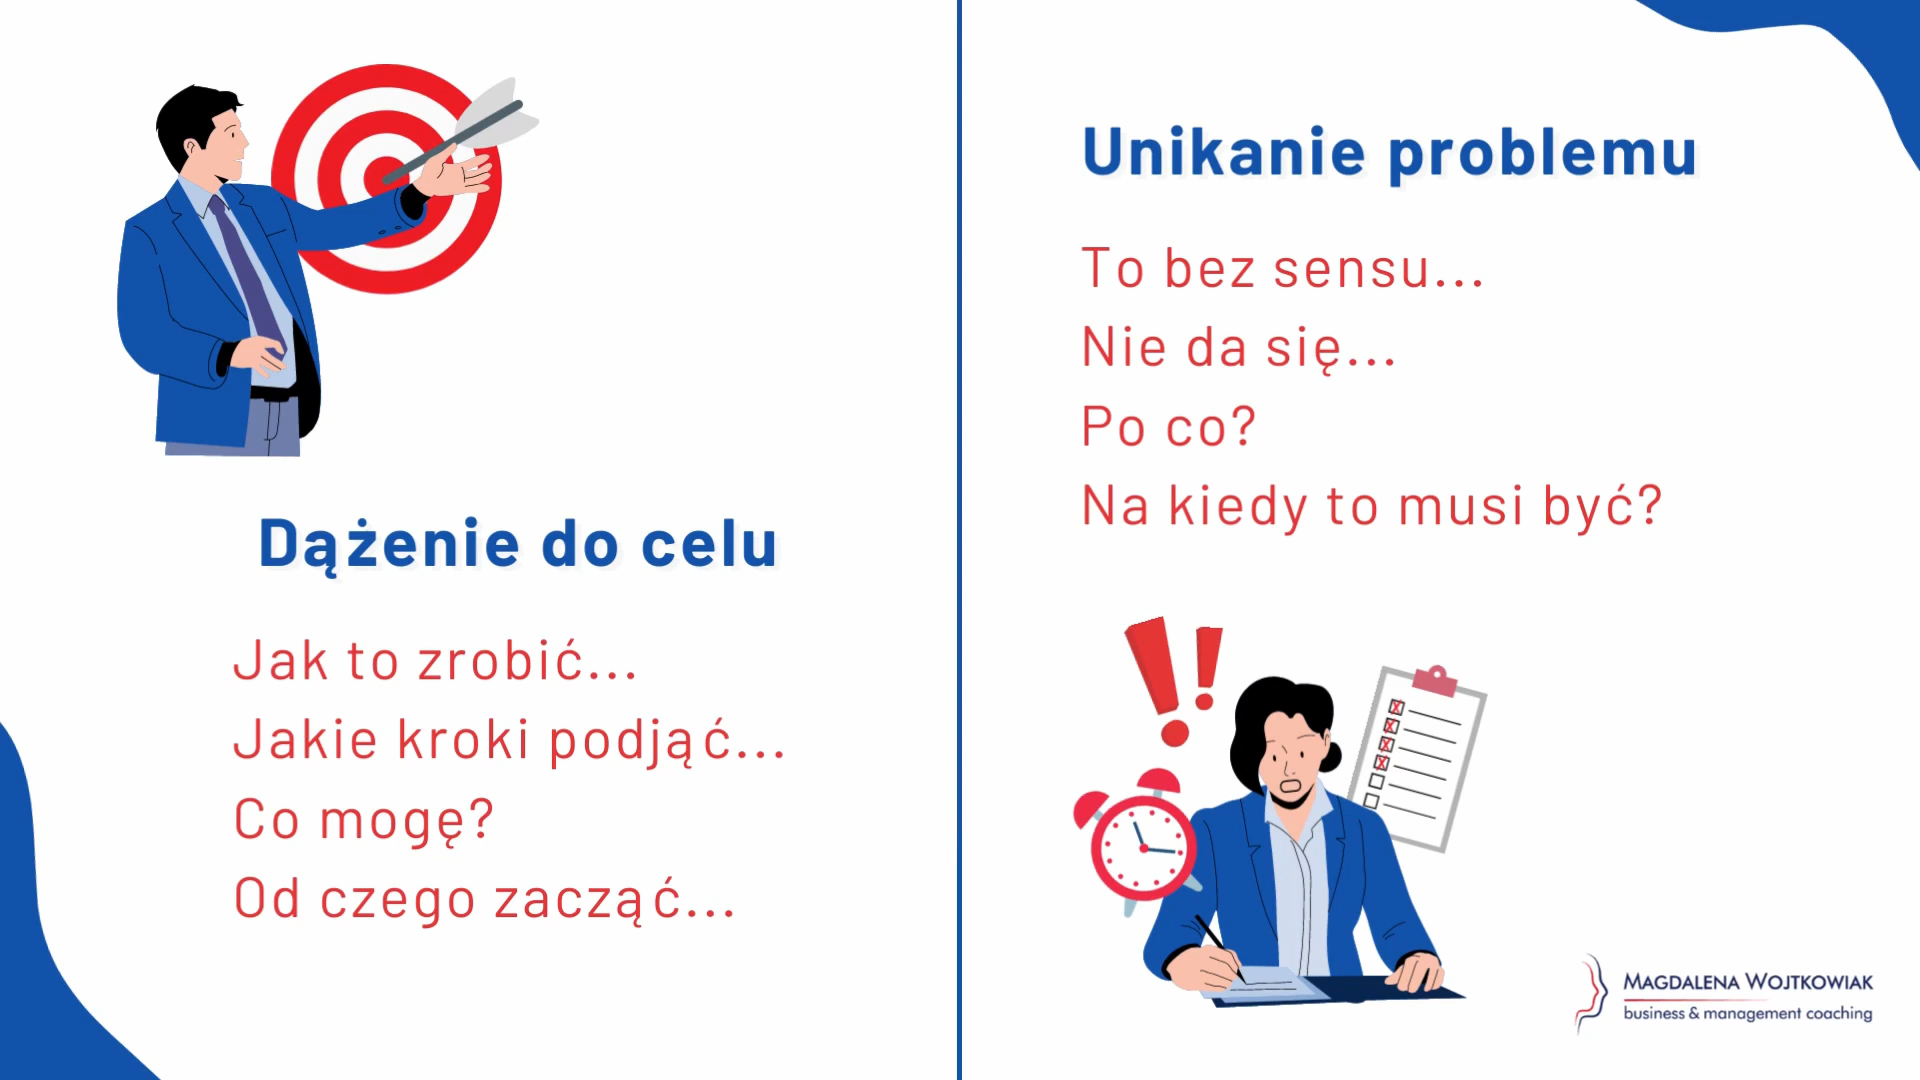 Dążenie do celu
Jak to zrobić...
Jakie kroki podjąć...
Co mogę?
Od czego zacząć...
Unikanie problemu
To bez sensu...
Nie da się...
Po co?
Na kiedy to musi być?
MAGDALENA WOJTKOWIAK
business & management coaching